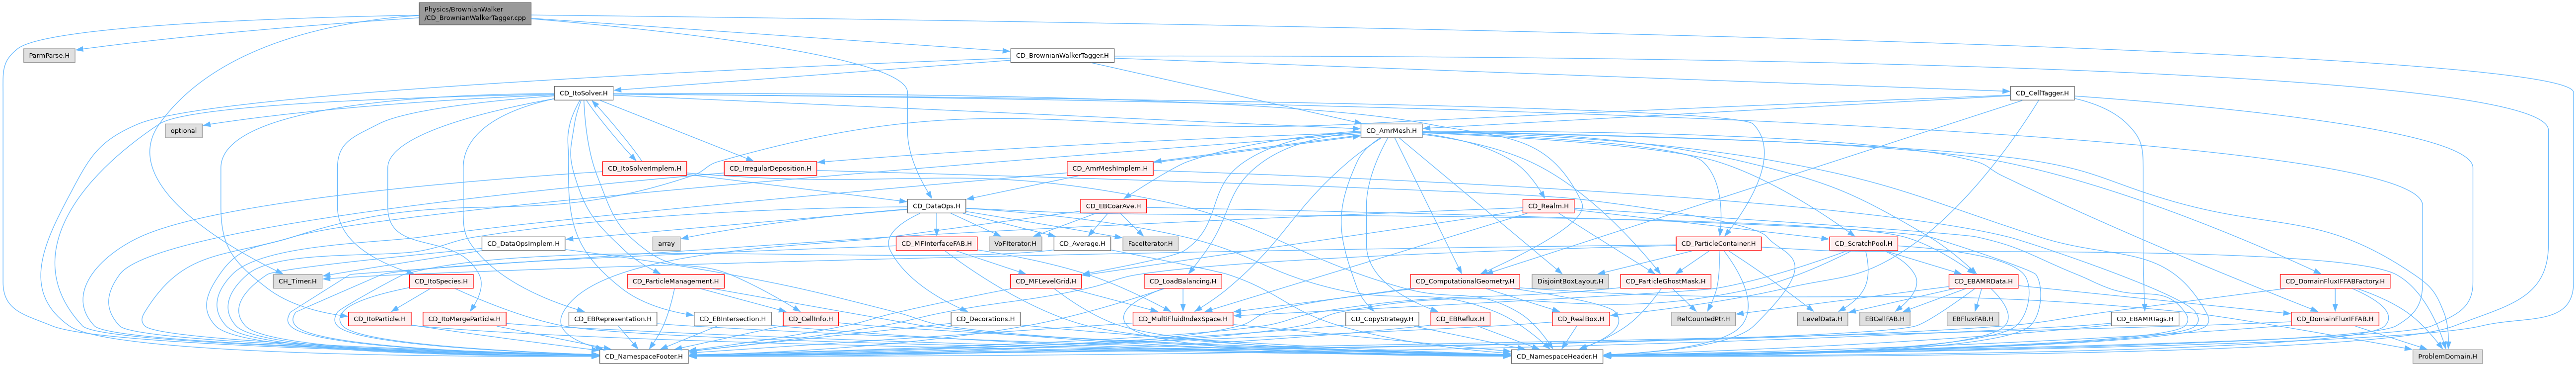 Physics/BrownianWalker
/CD_BrownianWalkerTagger.cpp
ParmParse.H
CD_BrownianWalkerTagger.H
CD_ItoSolver.H
CD_CellTagger.H
optional
CD_AmrMesh.H
CD_ItoSolverImplem.H
CD_IrregularDeposition.H
CD_AmrMeshImplem.H
CD_DataOps.H
CD_EBCoarAve.H
CD_Realm.H
CD_DataOpsImplem.H
array
CD_MFInterfaceFAB.H
VoFIterator.H
CD_Average.H
FaceIterator.H
CD_ParticleContainer.H
CD_ScratchPool.H
CH_Timer.H
CD_ItoSpecies.H
CD_ParticleManagement.H
CD_MFLevelGrid.H
CD_LoadBalancing.H
CD_ComputationalGeometry.H
DisjointBoxLayout.H
CD_ParticleGhostMask.H
CD_EBAMRData.H
CD_DomainFluxIFFABFactory.H
CD_ItoParticle.H
CD_ItoMergeParticle.H
CD_EBRepresentation.H
CD_EBIntersection.H
CD_CellInfo.H
CD_Decorations.H
CD_MultiFluidIndexSpace.H
CD_CopyStrategy.H
CD_EBReflux.H
CD_RealBox.H
RefCountedPtr.H
LevelData.H
EBCellFAB.H
EBFluxFAB.H
CD_EBAMRTags.H
CD_DomainFluxIFFAB.H
CD_NamespaceFooter.H
CD_NamespaceHeader.H
ProblemDomain.H